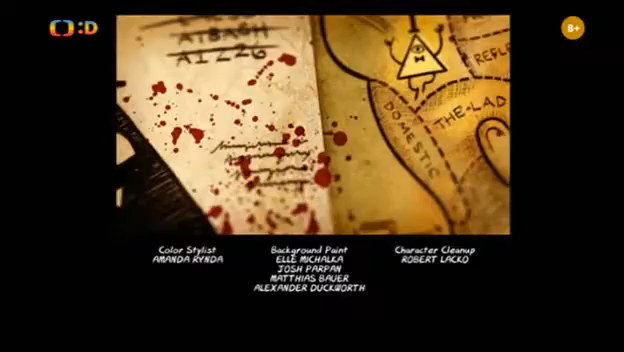 :D
8+
ATBASH
A1Z26
REFLE
DOMESTIC
THE LAD
Color Stylist
AMANDA RYNDA
Background Paint
ELLE MICHALKA
JOSH PARPAN
MATTHIAS BAUER
ALEXANDER DUCKWORTH
Character Cleanup
ROBERT LACKO